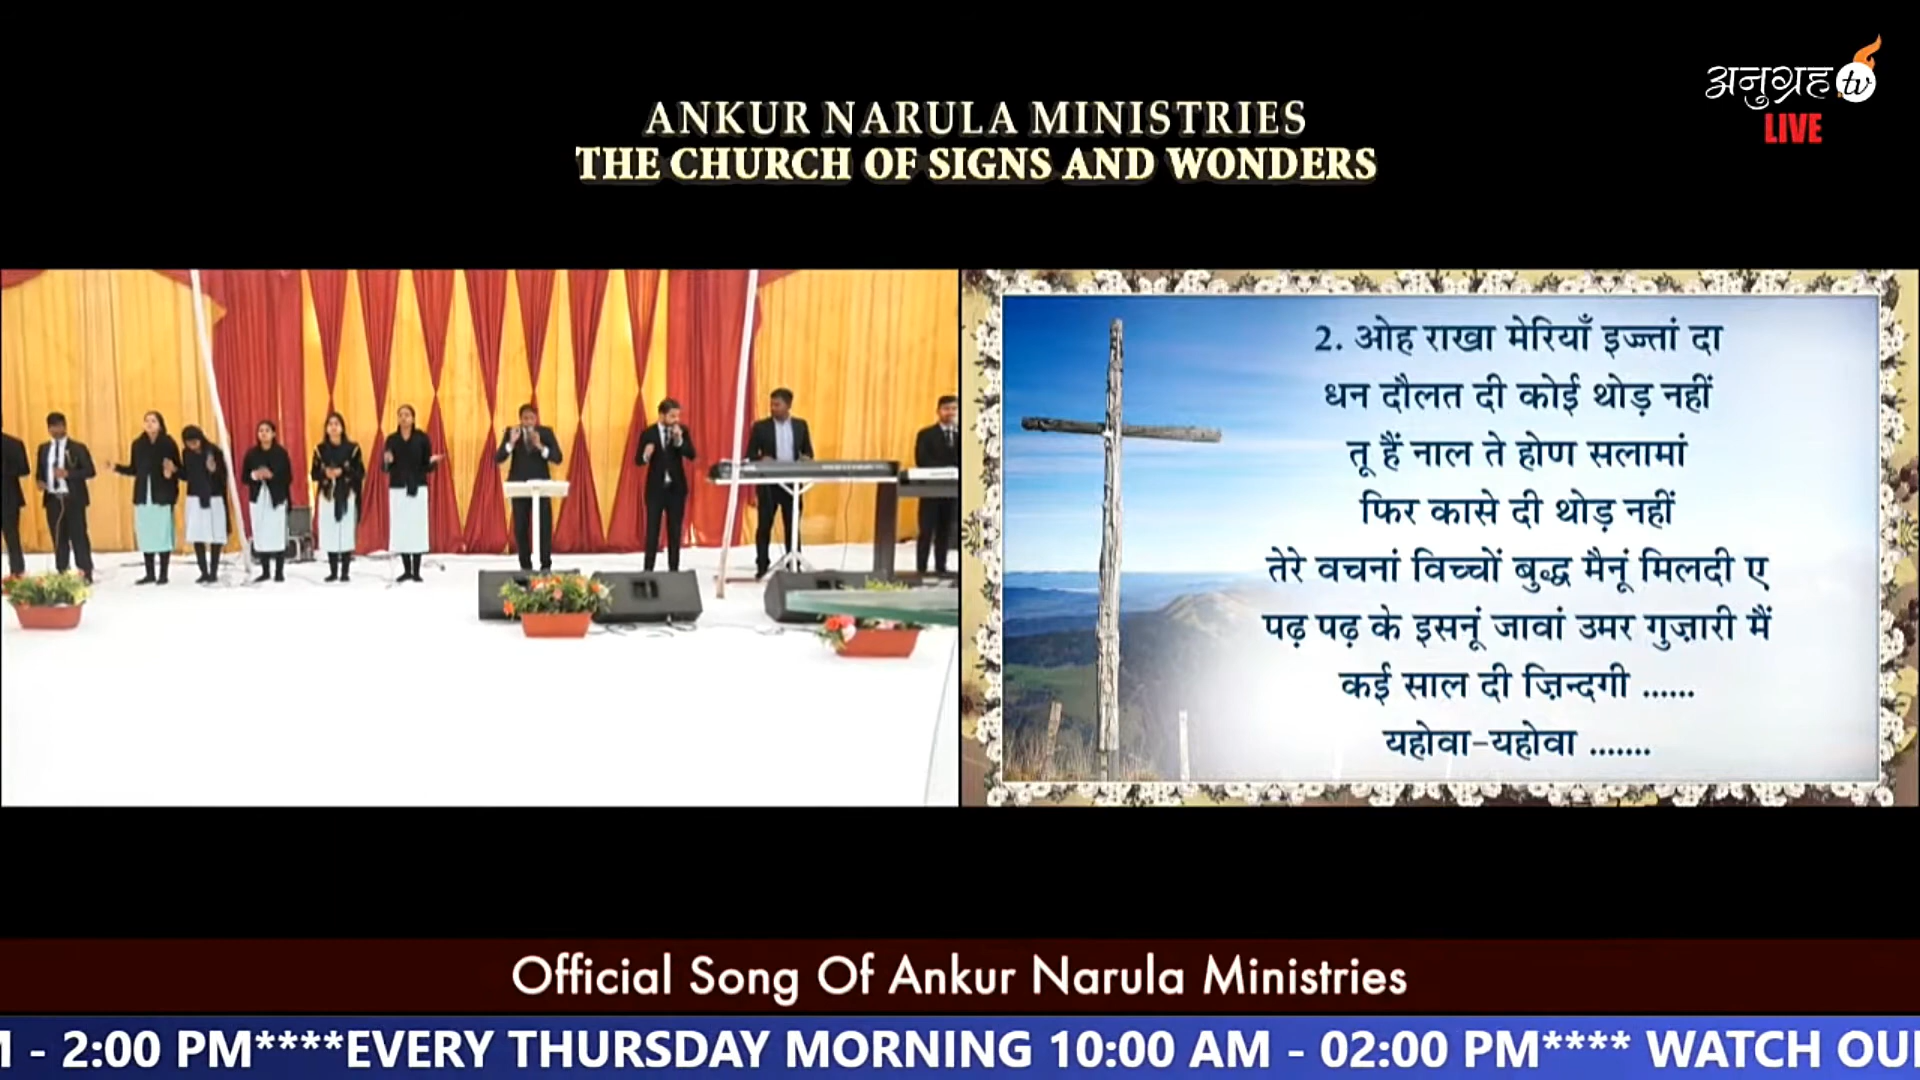 अनुग्रह tv
LIVE
ANKUR NARULA MINISTRIES
THE CHURCH OF SIGNS AND WONDERS
2. ओह राखा मेरियाँ इज्तां दा
धन दौलत दी कोई थोड़ नहीं
तू हैं नाल ते होण सलामां
फिर कासे दी थोड़ नहीं
तेरे वचनां विच्चों बुद्ध मैनूं मिलदी ए
पढ़ पढ़ के इसनूं जावां उमर गुज़ारी मैं
कई साल दी ज़िन्दगी ......
यहोवा-यहोवा .......
Official Song Of Ankur Narula Ministries
- 2:00 PM****EVERY THURSDAY MORNING 10:00 AM - 02:00 PM**** WATCH